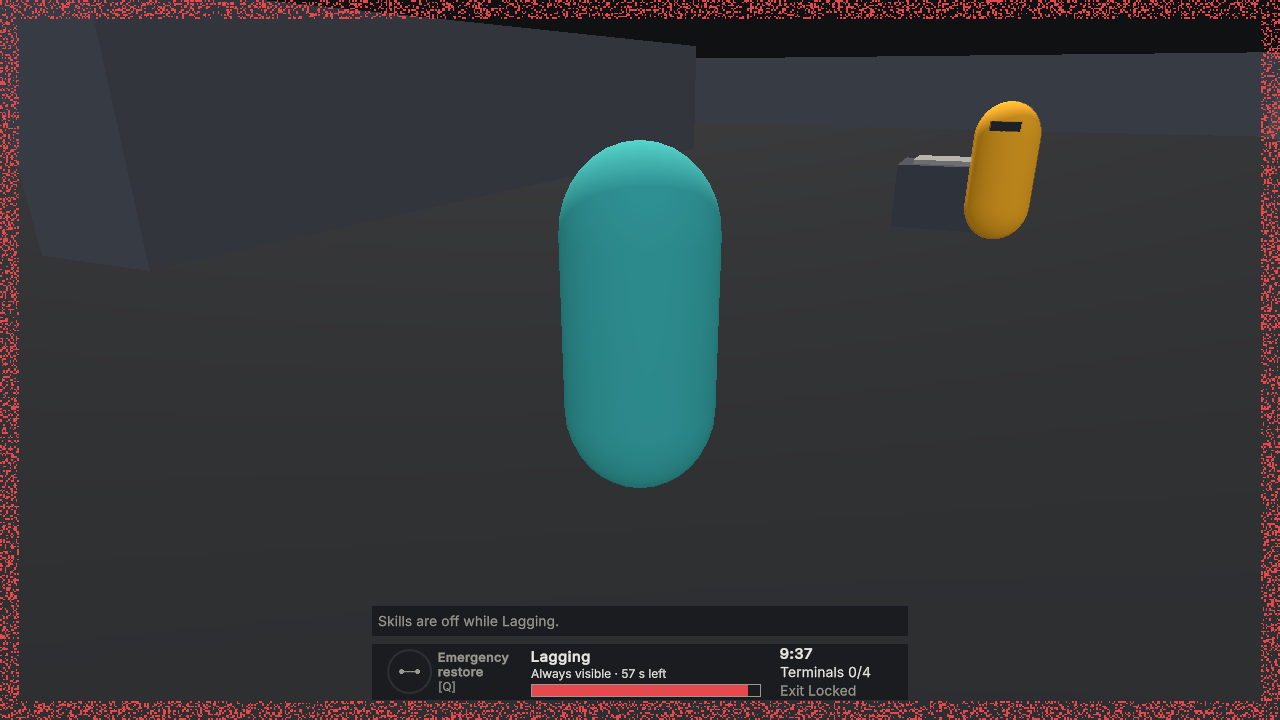 Skills are off while Lagging.
Emergency
restore
[Q]
Lagging
Always visible · 57 s left
9:37
Terminals 0/4
Exit Locked